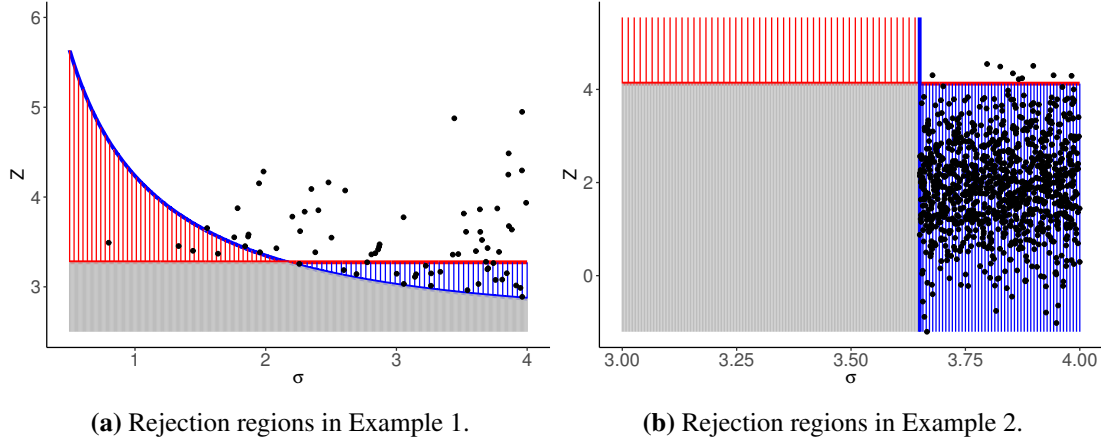 6
5
4
3
Z
1
2
3
4
σ
(a) Rejection regions in Example 1.
4
2
0
Z
3.00
3.25
3.50
3.75
4.00
σ
(b) Rejection regions in Example 2.